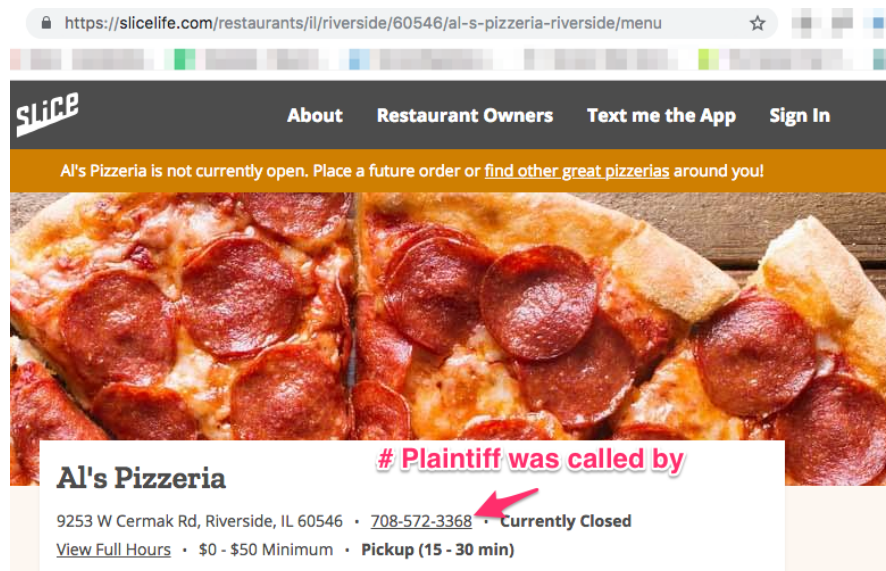 https://slicelife.com/restaurants/il/riverside/60546/al-s-pizzeria-riverside/menu
SLiCE
About Restaurant Owners Text me the App Sign In
Al's Pizzeria is not currently open. Place a future order or find other great pizzerias around you!
# Plaintiff was called by
Al's Pizzeria
9253 W Cermak Rd, Riverside, IL 60546 · 708-572-3368 · Currently Closed
View Full Hours · $0 - $50 Minimum · Pickup (15 - 30 min)